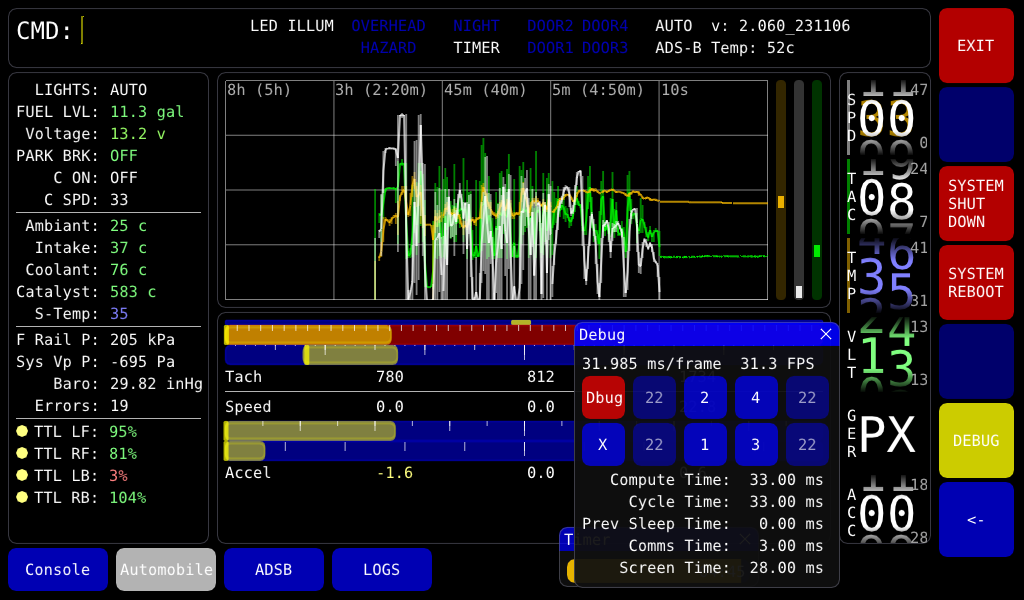 CMD:
LED ILLUM OVERHEAD NIGHT DOOR2 DOOR4 AUTO v: 2.060_231106
HAZARD TIMER DOOR1 DOOR3 ADS-B Temp: 52c
EXIT
LIGHTS: AUTO
FUEL LVL: 11.3 gal
Voltage: 13.2 v
PARK BRK: OFF
C ON: OFF
C SPD: 33
Ambiant: 25 c
Intake: 37 c
Coolant: 76 c
Catalyst: 583 c
S-Temp: 35
F Rail P: 205 kPa
Sys Vp P: -695 Pa
Baro: 29.82 inHg
Errors: 19
TTL LF: 95%
TTL RF: 81%
TTL LB: 3%
TTL RB: 104%
8h (5h) 3h (2:20m) 45m (40m) 5m (4:50m) 10s
Tach 780 812
Speed 0.0 0.0
Accel -1.6 0.0
Debug X
31.985 ms/frame 31.3 FPS
Dbug 22 2 4 22
X 22 1 3 22
Compute Time: 33.00 ms
Cycle Time: 33.00 ms
Prev Sleep Time: 0.00 ms
Comms Time: 3.00 ms
Screen Time: 28.00 ms
Timer
SPD 00 47 0
TAC 08 24 7
TMP 35 41 31
VLT 13 13 13
GER PX
ACC 00 18 28
SYSTEM
SHUT
DOWN
SYSTEM
REBOOT
DEBUG
<-
Console Automobile ADSB LOGS